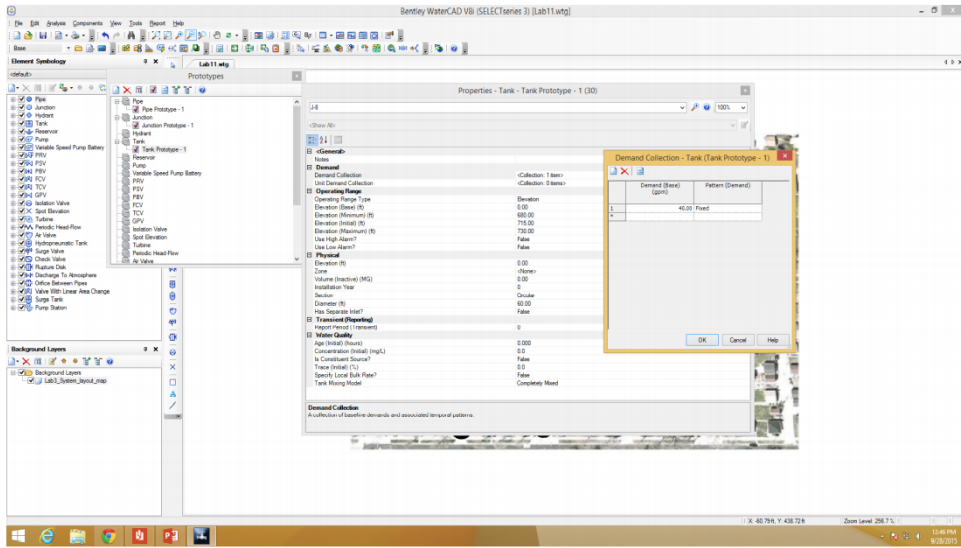 Bentley WaterCAD V8i (SELECTseries 3) [Lab11.wtg]
File Edit Analysis Components View Tools Report Help
Base
Element Symbology
Lab11.wtg
<default>
Pipe
Junction
Hydrant
Tank
Reservoir
Pump
Variable Speed Pump Battery
PRV
PSV
PBV
FCV
TCV
GPV
Isolation Valve
Spot Elevation
Turbine
Periodic Head-Flow
Air Valve
Hydropneumatic Tank
Surge Valve
Check Valve
Rupture Disk
Discharge To Atmosphere
Orifice Between Pipes
Valve With Linear Area Change
Surge Tank
Pump Station
Prototypes
Pipe
Pipe Prototype - 1
Junction
Junction Prototype - 1
Hydrant
Tank
Tank Prototype - 1
Reservoir
Pump
Variable Speed Pump Battery
PRV
PSV
PBV
FCV
TCV
GPV
Isolation Valve
Spot Elevation
Turbine
Periodic Head-Flow
Air Valve
Properties - Tank - Tank Prototype - 1 (30)
100%
<Show All>
<General>
Notes
Demand
Demand Collection <Collection: 1 item>
Unit Demand Collection <Collection: 0 items>
Operating Range
Operating Range Type Elevation
Elevation (Base) (ft) 0.00
Elevation (Minimum) (ft) 680.00
Elevation (Initial) (ft) 715.00
Elevation (Maximum) (ft) 730.00
Use High Alarm? False
Use Low Alarm? False
Physical
Elevation (ft) 0.00
Zone <None>
Volume (Inactive) (MG) 0.00
Installation Year 0
Section Circular
Diameter (ft) 60.00
Has Separate Inlet? False
Transient (Reporting)
Report Period (Transient) 0
Water Quality
Age (Initial) (hours) 0.000
Concentration (Initial) (mg/L) 0.0
Is Constituent Source? False
Trace (Initial) (%) 0.0
Specify Local Bulk Rate? False
Tank Mixing Model Completely Mixed
Demand Collection
A collection of baseline demands and associated temporal patterns.
Demand Collection - Tank (Tank Prototype - 1)
Demand (Base) (gpm) Pattern (Demand)
1 40.00 Fixed
*
OK Cancel Help
Background Layers
Background Layers
Lab3_System_layout_map
Zoom Level: 256.7 %
12:46 PM
9/28/2015